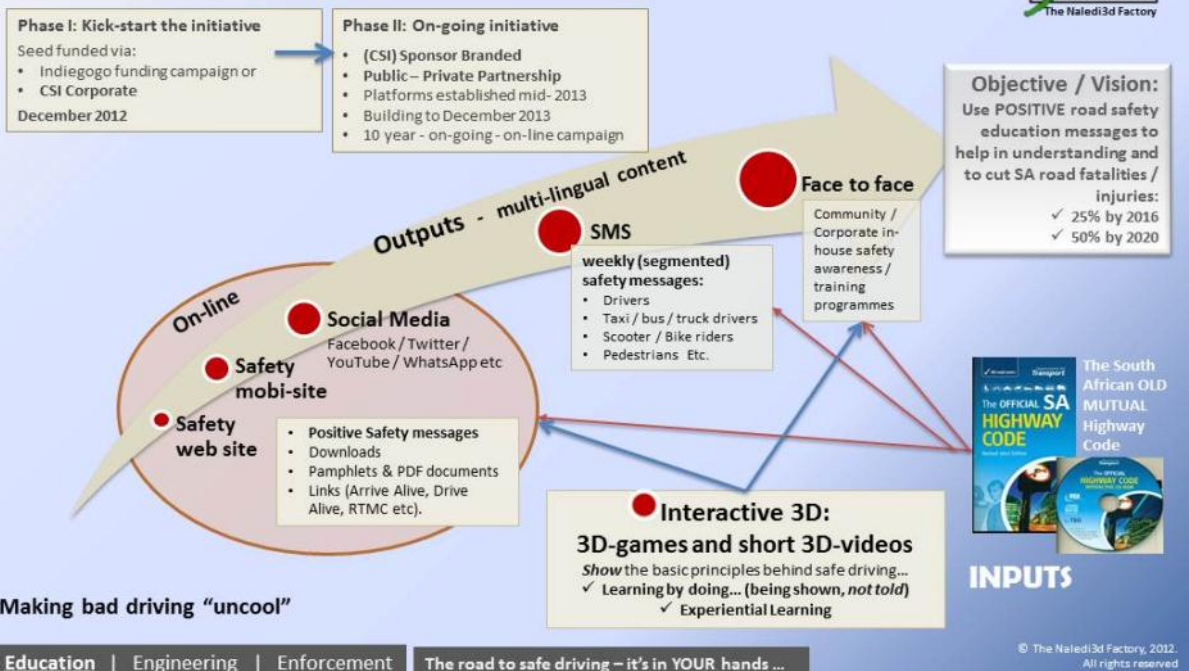 The Naledi3d Factory
Phase I: Kick-start the initiative
Seed funded via:
• Indiegogo funding campaign or
• CSI Corporate
December 2012
Phase II: On-going initiative
• (CSI) Sponsor Branded
• Public – Private Partnership
• Platforms established mid- 2013
• Building to December 2013
• 10 year - on-going - on-line campaign
Objective / Vision:
Use POSITIVE road safety
education messages to
help in understanding and
to cut SA road fatalities /
injuries:
✓ 25% by 2016
✓ 50% by 2020
Outputs - multi-lingual content
Face to face
Community /
Corporate in-
house safety
awareness /
training
programmes
SMS
weekly (segmented)
safety messages:
• Drivers
• Taxi / bus / truck drivers
• Scooter / Bike riders
• Pedestrians Etc.
On-line
Social Media
Facebook / Twitter /
YouTube / WhatsApp etc
Safety
mobi-site
Safety
web site
• Positive Safety messages
• Downloads
• Pamphlets & PDF documents
• Links (Arrive Alive, Drive
Alive, RTMC etc).
The South
African OLD
MUTUAL
Highway
Code
Transport
The OFFICIAL SA
HIGHWAY
CODE
The OFFICIAL
HIGHWAY CODE
INPUTS
Interactive 3D:
3D-games and short 3D-videos
Show the basic principles behind safe driving...
✓ Learning by doing... (being shown, not told)
✓ Experiential Learning
Making bad driving “uncool”
Education | Engineering | Enforcement
The road to safe driving – it’s in YOUR hands ...
© The Naledi3d Factory, 2012.
All rights reserved